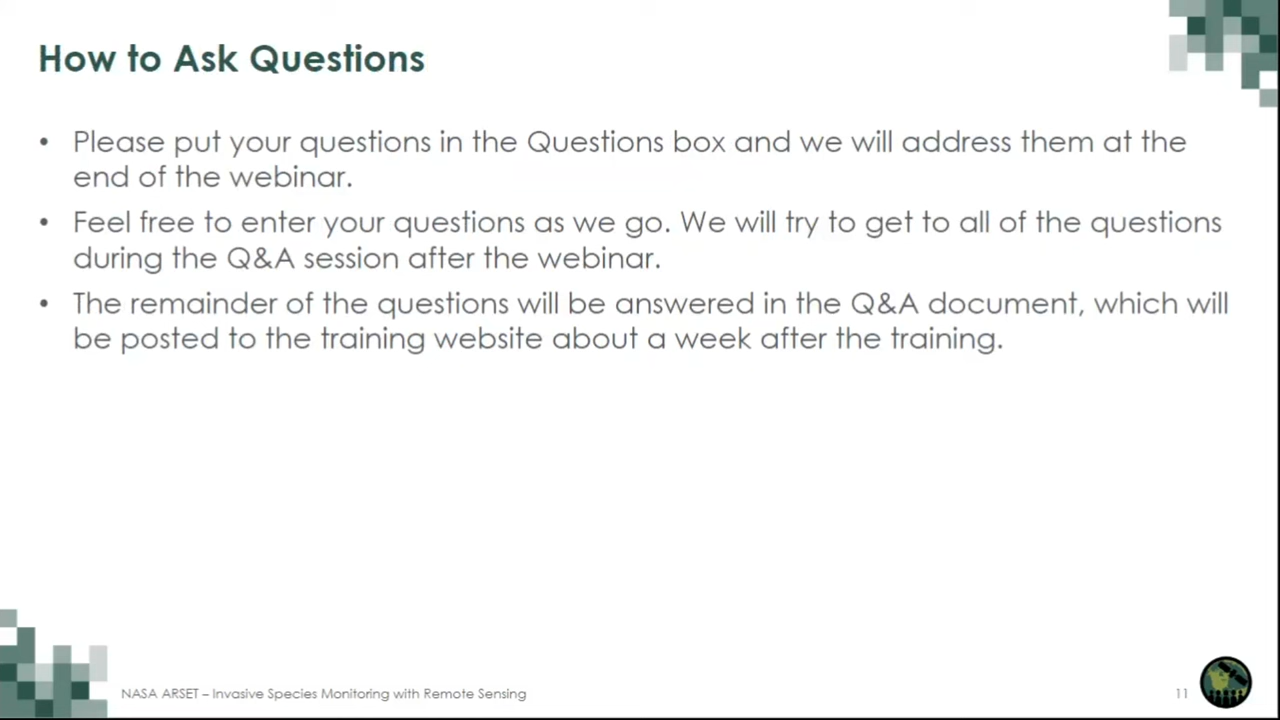 How to Ask Questions
• Please put your questions in the Questions box and we will address them at the
end of the webinar.
• Feel free to enter your questions as we go. We will try to get to all of the questions
during the Q&A session after the webinar.
• The remainder of the questions will be answered in the Q&A document, which will
be posted to the training website about a week after the training.
NASA ARSET – Invasive Species Monitoring with Remote Sensing
11